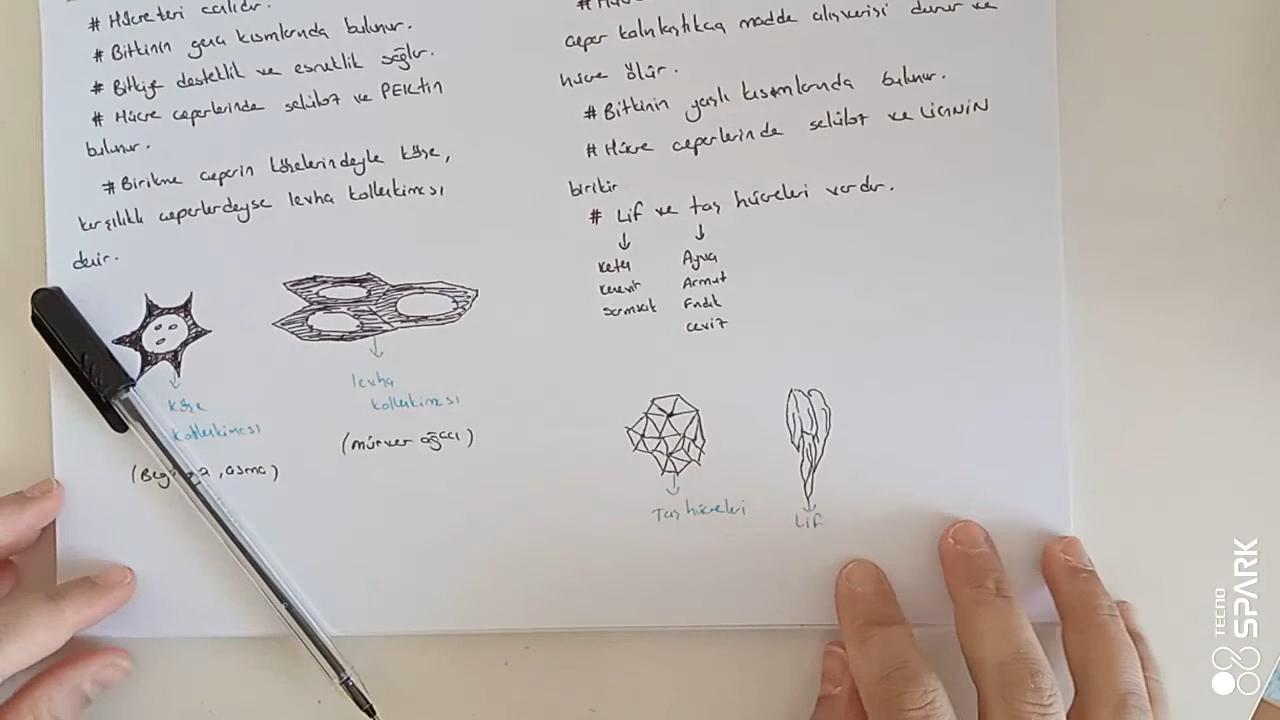 # Hücreleri canlıdır.
# Bitkinin genç kısımlarında bulunur.
# Bitkiye desteklik ve esneklik sağlar.
# Hücre çeperlerinde selüloz ve PEKTİN
bulunur.
# Birikme çeperin köşelerindeyse köşe,
karşılıklı çeperlerdeyse levha kollenkiması
denir.
köşe
kollenkiması
(Begonya, asma)
levha
kollenkiması
(mürver ağacı)
çeper kalınlaştıkça madde alışverişi durur ve
hücre ölür.
# Bitkinin yaşlı kısımlarında bulunur.
# Hücre çeperlerinde selüloz ve LİGNİN
birikir
# Lif ve taş hücreleri vardır.
Keten
Kenevir
Sarmaşık
Ayva
Armut
Fındık
Ceviz
Taş hücreleri
Lif
TECNO
SPARK